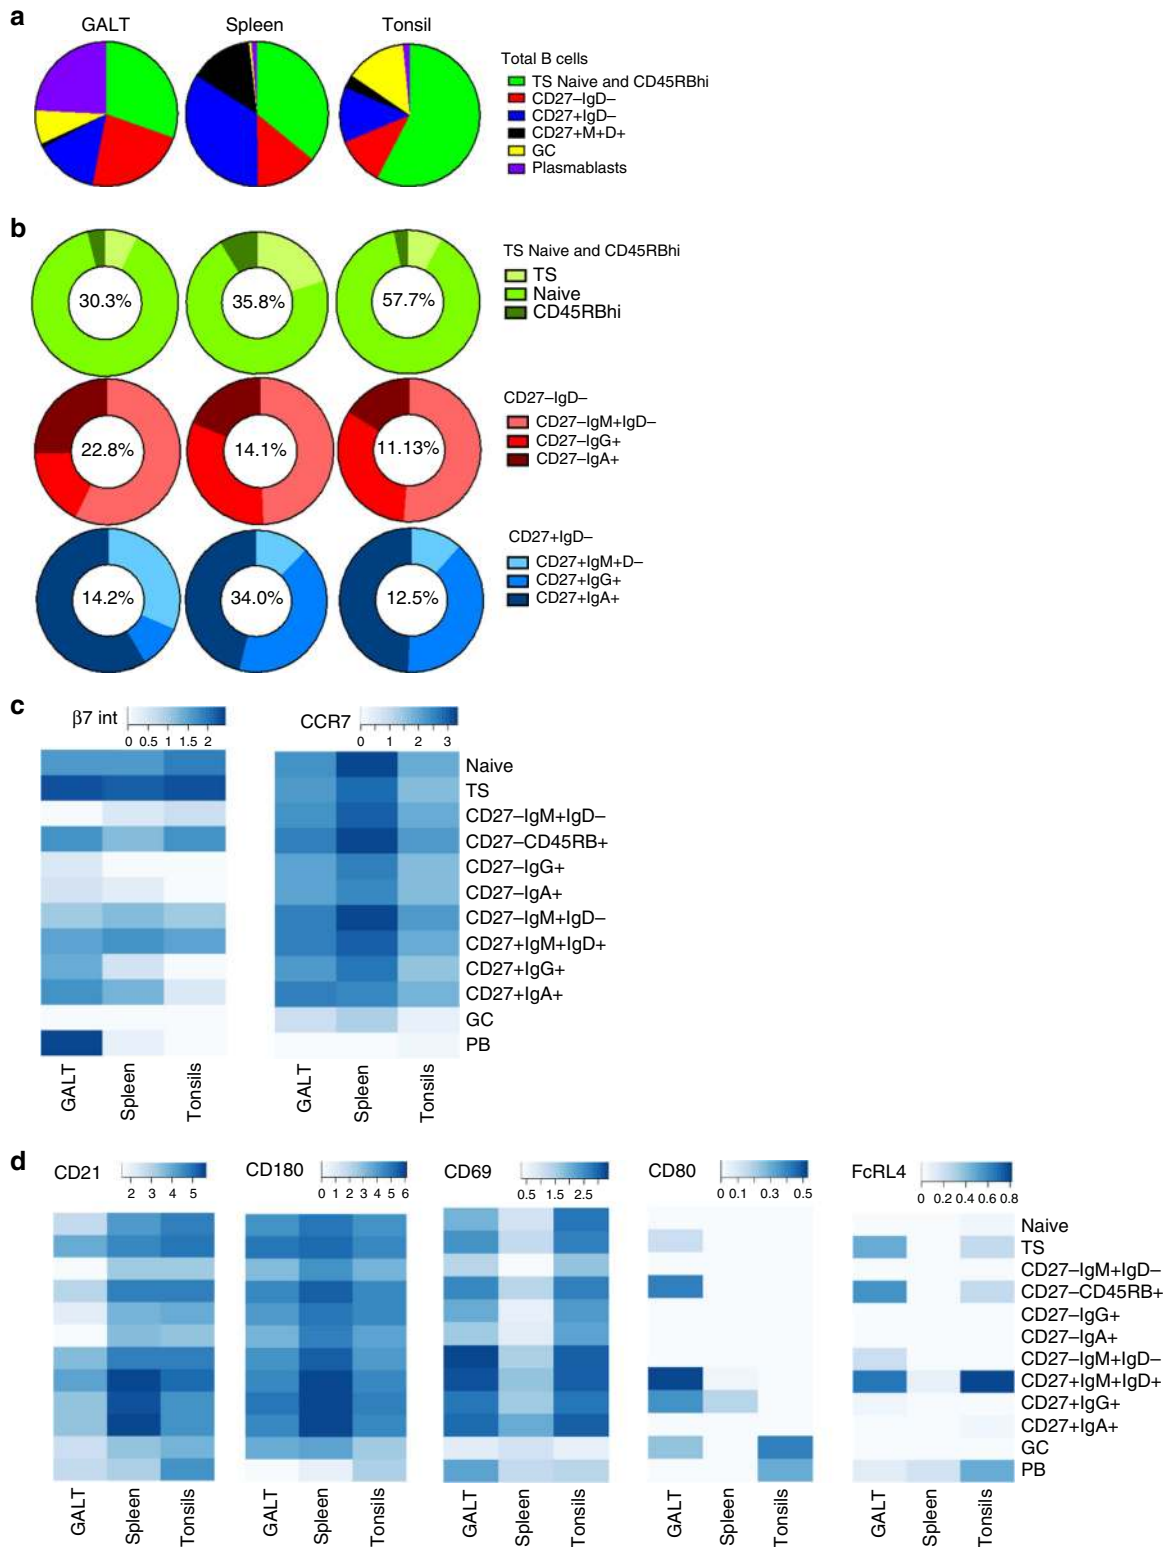 a
GALT Spleen Tonsil
Total B cells
TS Naive and CD45RBhi
CD27–IgD–
CD27+IgD–
CD27+M+D+
GC
Plasmablasts
b
30.3% 35.8% 57.7%
TS Naive and CD45RBhi
TS
Naive
CD45RBhi
22.8% 14.1% 11.13%
CD27–IgD–
CD27–IgM+IgD–
CD27–IgG+
CD27–IgA+
14.2% 34.0% 12.5%
CD27+IgD–
CD27+IgM+D–
CD27+IgG+
CD27+IgA+
c
β7 int
0 0.5 1 1.5 2
CCR7
0 1 2 3
Naive
TS
CD27–IgM+IgD–
CD27–CD45RB+
CD27–IgG+
CD27–IgA+
CD27–IgM+IgD–
CD27+IgM+IgD+
CD27+IgG+
CD27+IgA+
GC
PB
GALT Spleen Tonsils GALT Spleen Tonsils
d
CD21
2 3 4 5
CD180
0 1 2 3 4 5 6
CD69
0.5 1.5 2.5
CD80
0 0.1 0.3 0.5
FcRL4
0 0.2 0.4 0.6 0.8
Naive
TS
CD27–IgM+IgD–
CD27–CD45RB+
CD27–IgG+
CD27–IgA+
CD27–IgM+IgD–
CD27+IgM+IgD+
CD27+IgG+
CD27+IgA+
GC
PB
GALT Spleen Tonsils GALT Spleen Tonsils GALT Spleen Tonsils GALT Spleen Tonsils GALT Spleen Tonsils